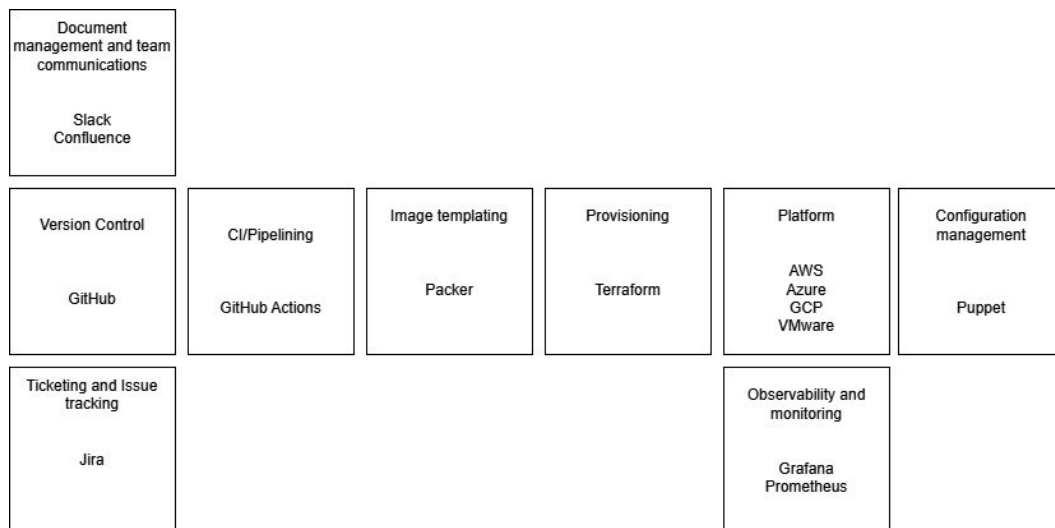 Document
management and team
communications
Slack
Confluence
Version Control
GitHub
CI/Pipelining
GitHub Actions
Image templating
Packer
Provisioning
Terraform
Platform
AWS
Azure
GCP
VMware
Configuration
management
Puppet
Ticketing and Issue
tracking
Jira
Observability and
monitoring
Grafana
Prometheus